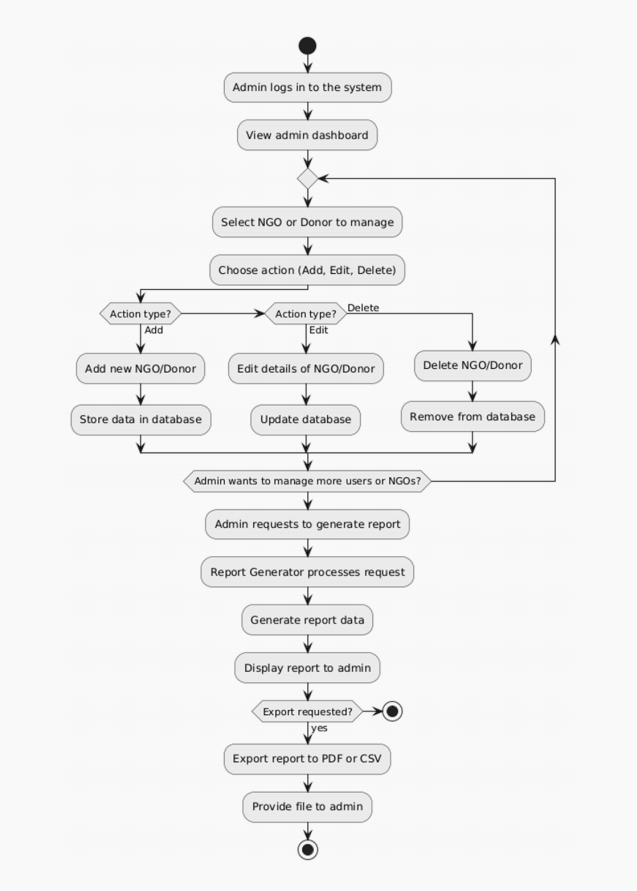 Admin logs in to the system
View admin dashboard
Select NGO or Donor to manage
Choose action (Add, Edit, Delete)
Action type?
Action type?
Delete
Add
Edit
Add new NGO/Donor
Edit details of NGO/Donor
Delete NGO/Donor
Store data in database
Update database
Remove from database
Admin wants to manage more users or NGOs?
Admin requests to generate report
Report Generator processes request
Generate report data
Display report to admin
Export requested?
yes
Export report to PDF or CSV
Provide file to admin